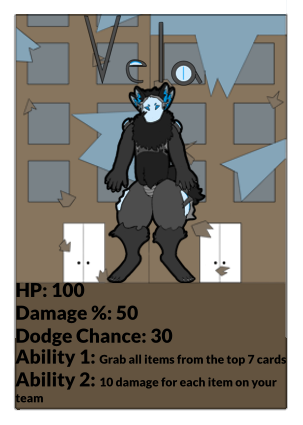 Vela
HP: 100
Damage %: 50
Dodge Chance: 30
Ability 1: Grab all items from the top 7 cards
Ability 2: 10 damage for each item on your
team